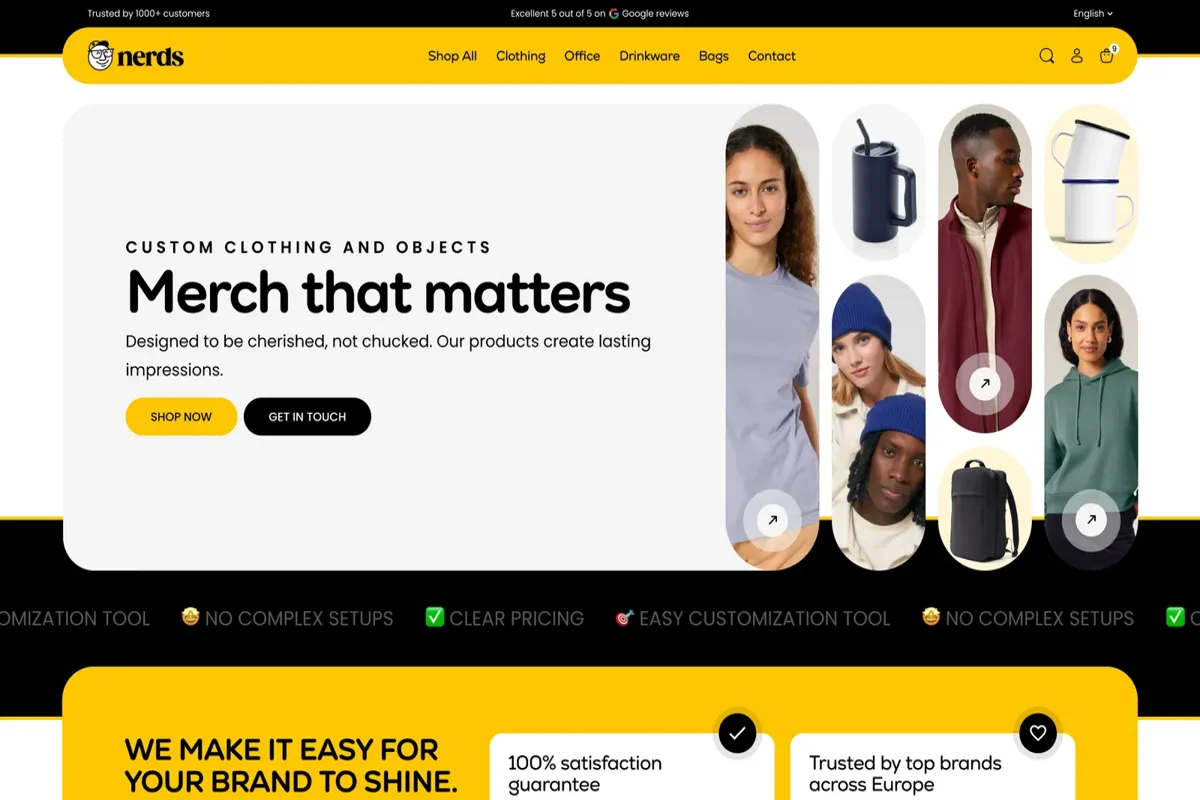 Trusted by 1000+ customers
Excellent 5 out of 5 on Google reviews
English
nerds
Shop All
Clothing
Office
Drinkware
Bags
Contact
9
CUSTOM CLOTHING AND OBJECTS
Merch that matters
Designed to be cherished, not chucked. Our products create lasting
impressions.
SHOP NOW
GET IN TOUCH
OMIZATION TOOL
🤩 NO COMPLEX SETUPS
✅ CLEAR PRICING
🎯 EASY CUSTOMIZATION TOOL
🤩 NO COMPLEX SETUPS
✅ C
WE MAKE IT EASY FOR
YOUR BRAND TO SHINE.
100% satisfaction
guarantee
Trusted by top brands
across Europe